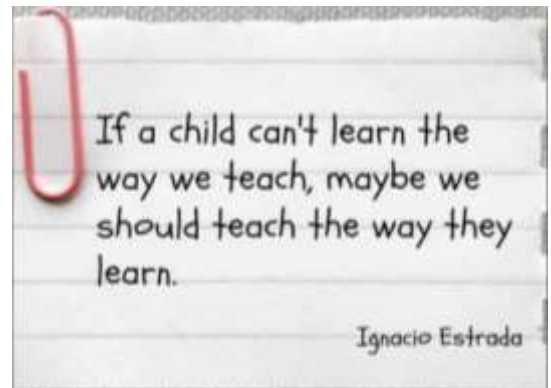 If a child can't learn the
way we teach, maybe we
should teach the way they
learn.
Ignacio Estrada